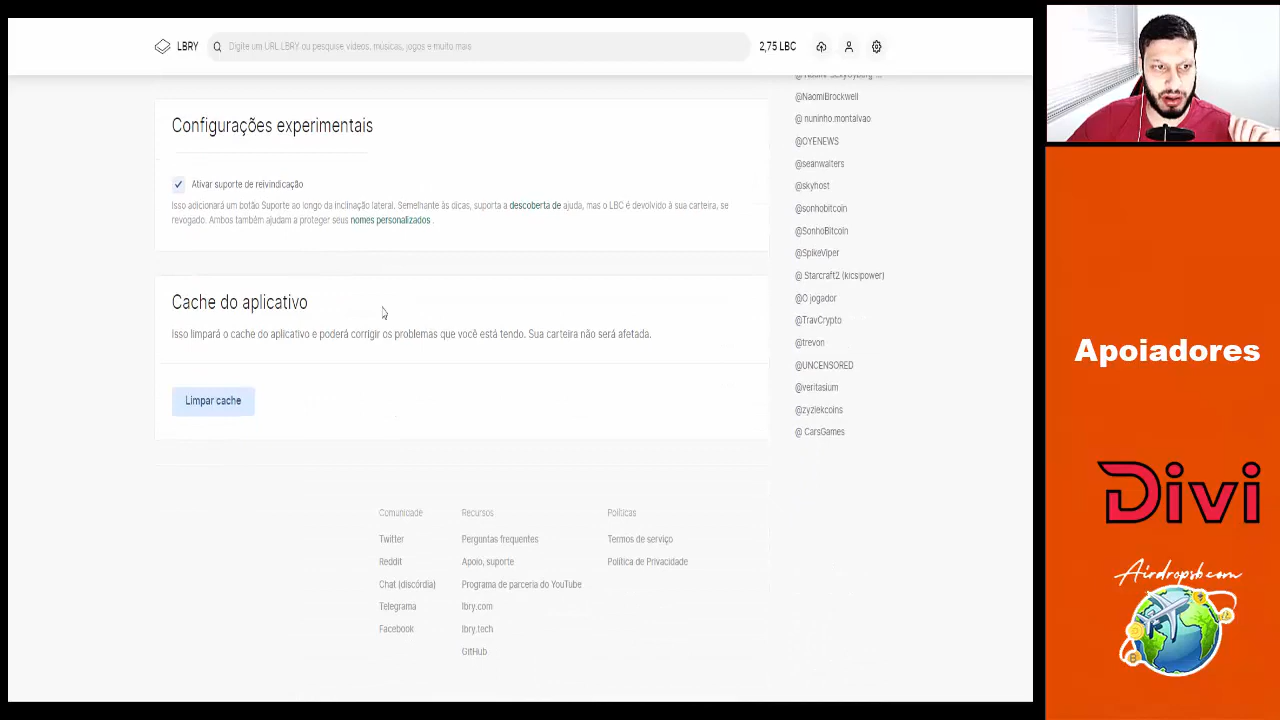 LBRY
Digite um URL LBRY ou pesquise vídeos, músicas, jogos e muito mais
2,75 LBC
Configurações experimentais
Ativar suporte de reivindicação
Isso adicionará um botão Suporte ao longo da inclinação lateral. Semelhante às dicas, suporta a descoberta de ajuda, mas o LBC é devolvido à sua carteira, se
revogado. Ambos também ajudam a proteger seus nomes personalizados .
Cache do aplicativo
Isso limpará o cache do aplicativo e poderá corrigir os problemas que você está tendo. Sua carteira não será afetada.
Limpar cache
@NaomiBrockwell
@ nuninho.montalvao
@OYENEWS
@seanwalters
@skyhost
@sonhobitcoin
@SonhoBitcoin
@SpikeViper
@ Starcraft2 (kicsipower)
@O jogador
@TravCrypto
@trevon
@UNCENSORED
@veritasium
@zyziekcoins
@ CarsGames
Comunidade
Twitter
Reddit
Chat (discórdia)
Telegrama
Facebook
Recursos
Perguntas frequentes
Apoio, suporte
Programa de parceria do YouTube
lbry.com
lbry.tech
GitHub
Políticas
Termos de serviço
Política de Privacidade
Apoiadores
Divi
Airdropsb.com